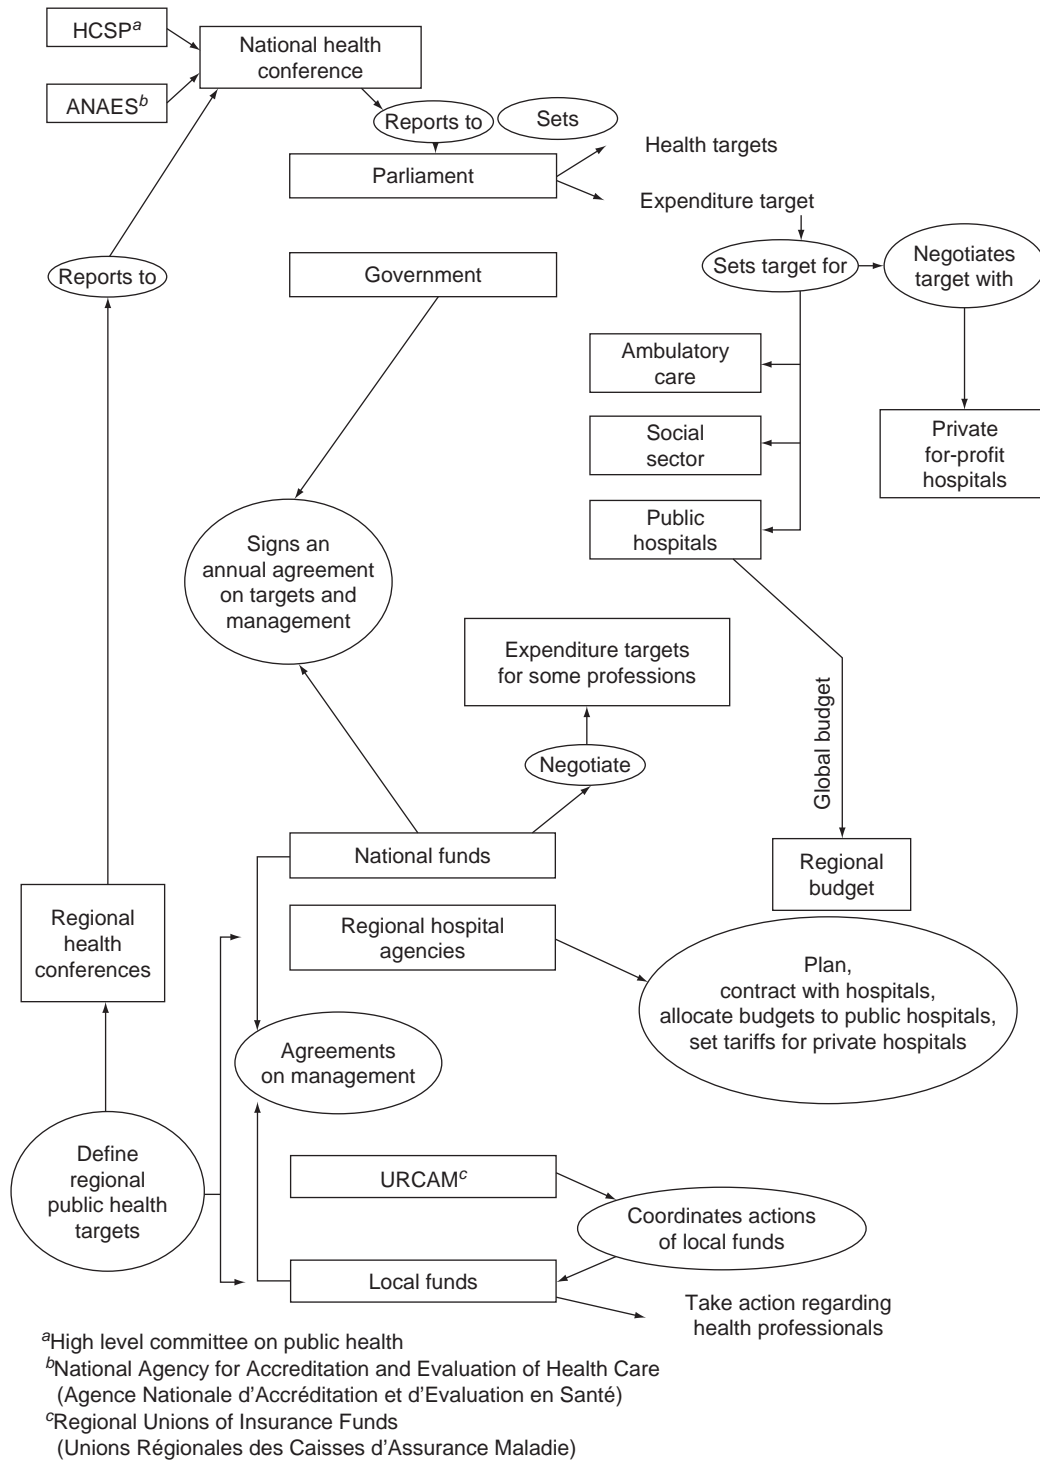 HCSPa
National health
conference
ANAESb
Reports to
Sets
Health targets
Parliament
Expenditure target
Reports to
Government
Sets target for
Negotiates
target with
Ambulatory
care
Social
sector
Private
for-profit
hospitals
Public
hospitals
Signs an
annual agreement
on targets and
management
Expenditure targets
for some professions
Global budget
Negotiate
National funds
Regional
budget
Regional
health
conferences
Regional hospital
agencies
Plan,
contract with hospitals,
allocate budgets to public hospitals,
set tariffs for private hospitals
Agreements
on management
Define
regional
public health
targets
URCAMc
Coordinates actions
of local funds
Local funds
Take action regarding
health professionals
aHigh level committee on public health
bNational Agency for Accreditation and Evaluation of Health Care
(Agence Nationale d'Accréditation et d'Evaluation en Santé)
cRegional Unions of Insurance Funds
(Unions Régionales des Caisses d'Assurance Maladie)